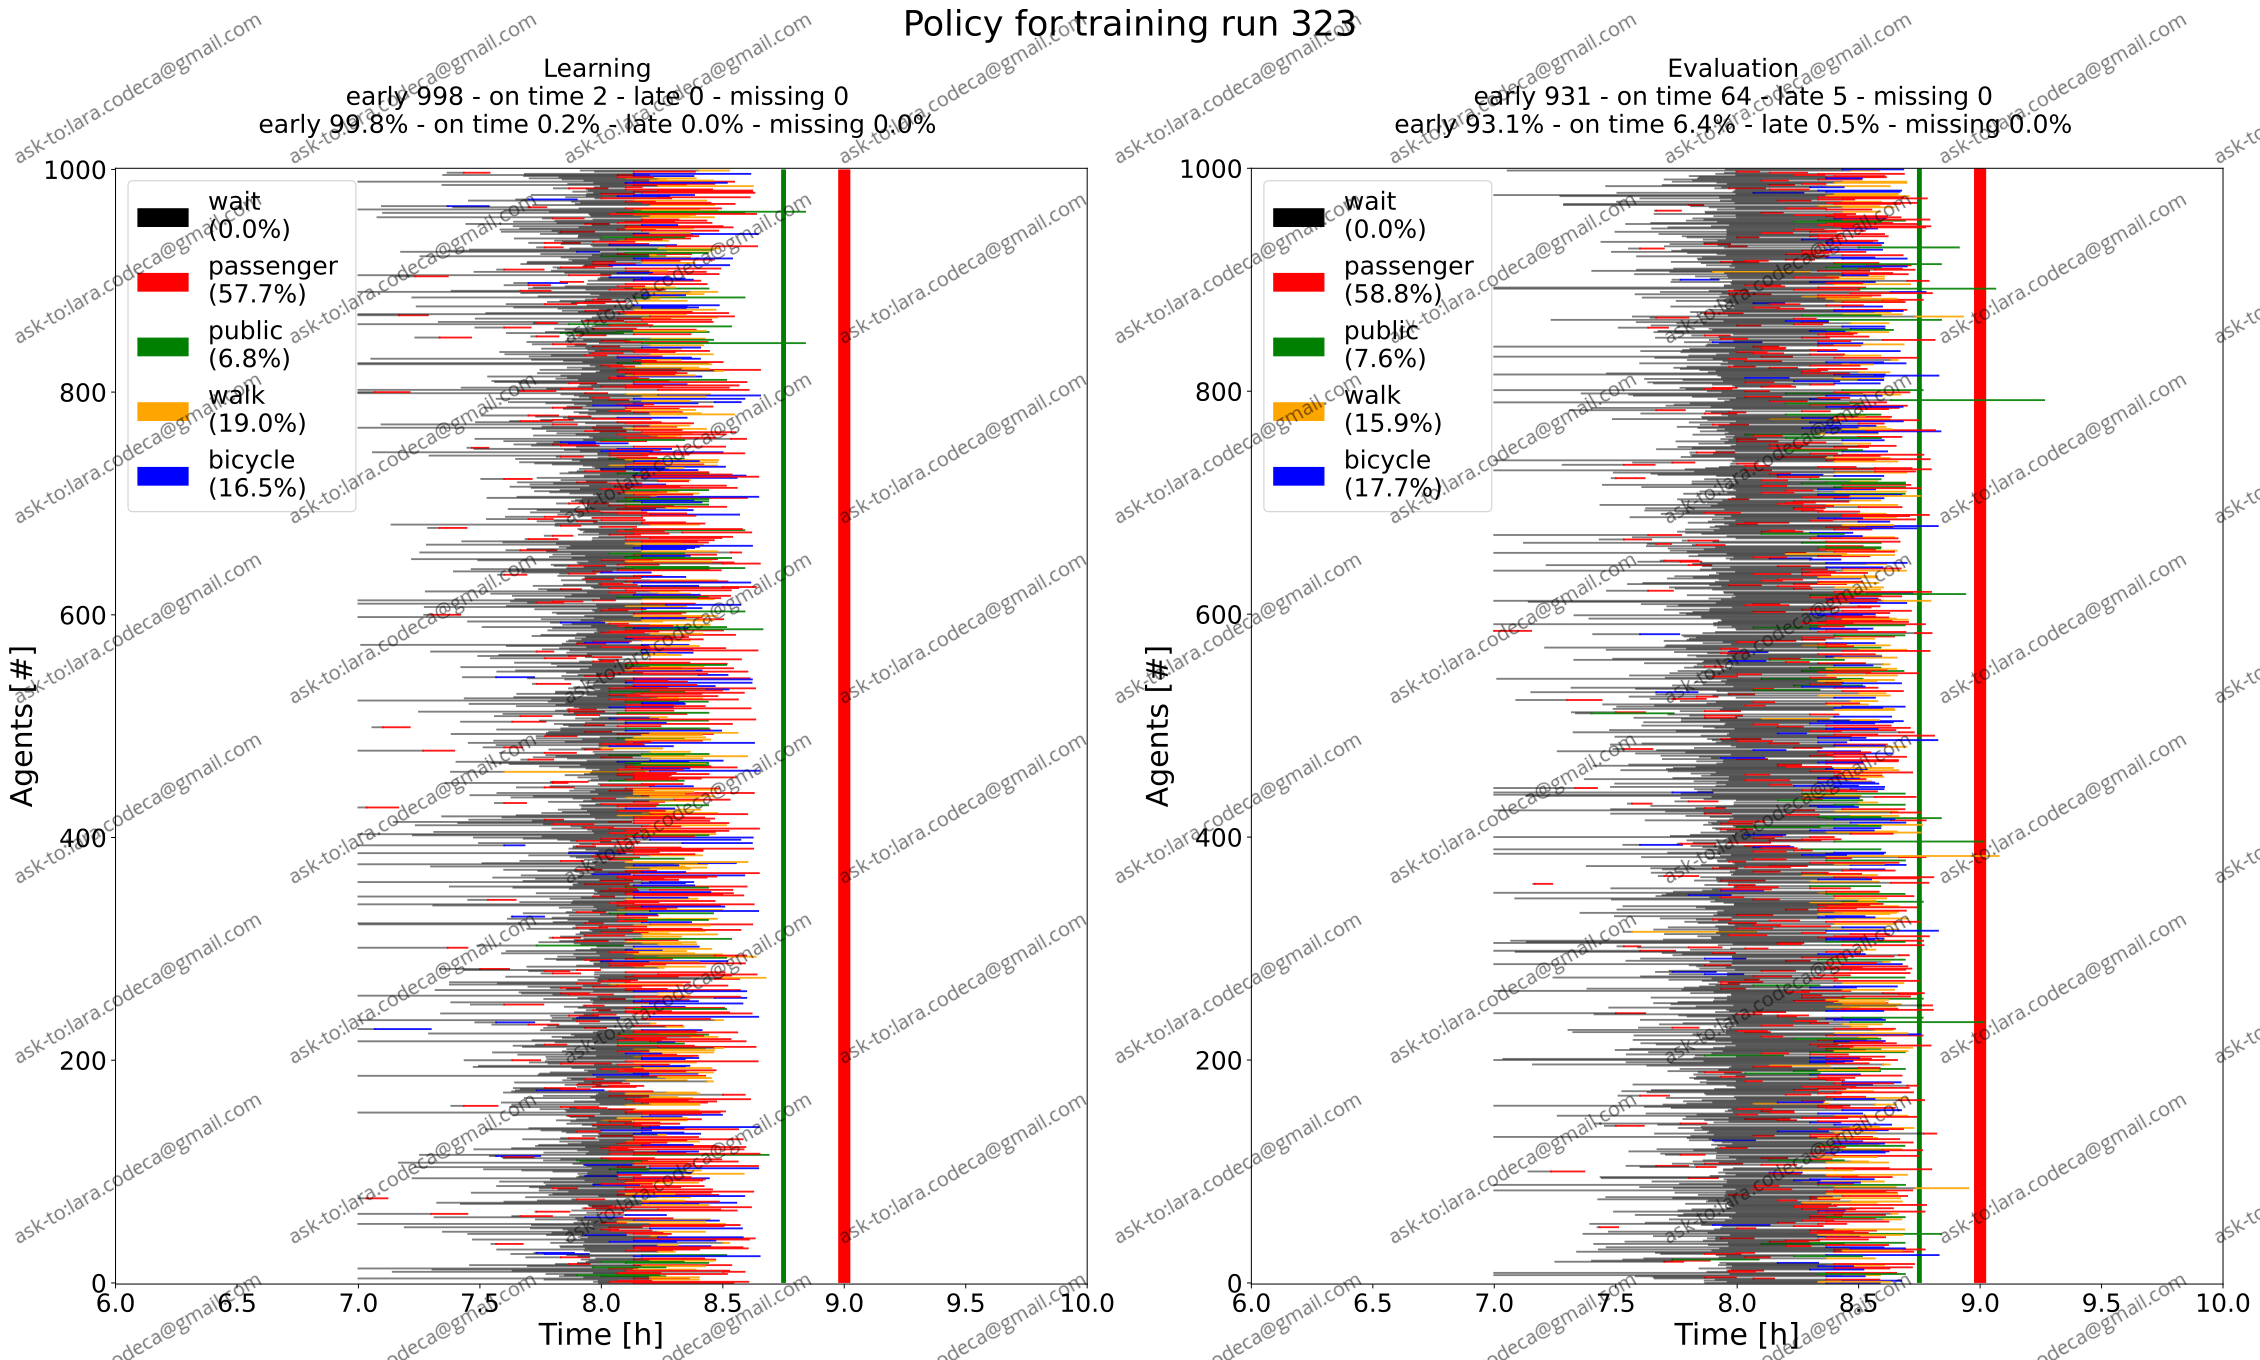 Policy for training run 323
Learning
early 998 - on time 2 - late 0 - missing 0
early 99.8% - on time 0.2% - late 0.0% - missing 0.0%
1000
800
600
400
200
0
Agents [#]
wait
(0.0%)
passenger
(57.7%)
public
(6.8%)
walk
(19.0%)
bicycle
(16.5%)
6.0 6.5 7.0 7.5 8.0 8.5 9.0 9.5 10.0
Time [h]
Evaluation
early 931 - on time 64 - late 5 - missing 0
early 93.1% - on time 6.4% - late 0.5% - missing 0.0%
1000
800
600
400
200
0
Agents [#]
wait
(0.0%)
passenger
(58.8%)
public
(7.6%)
walk
(15.9%)
bicycle
(17.7%)
6.0 6.5 7.0 7.5 8.0 8.5 9.0 9.5 10.0
Time [h]
ask-to:lara.codeca@gmail.com